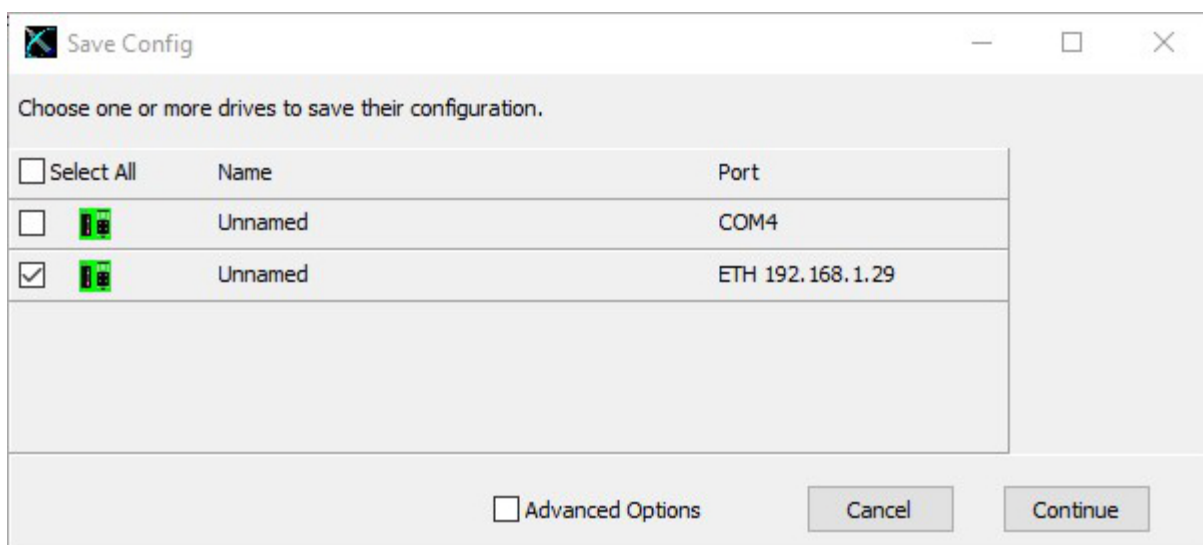 Save Config
Choose one or more drives to save their configuration.
Select All Name Port
Unnamed COM4
Unnamed ETH 192.168.1.29
Advanced Options Cancel Continue